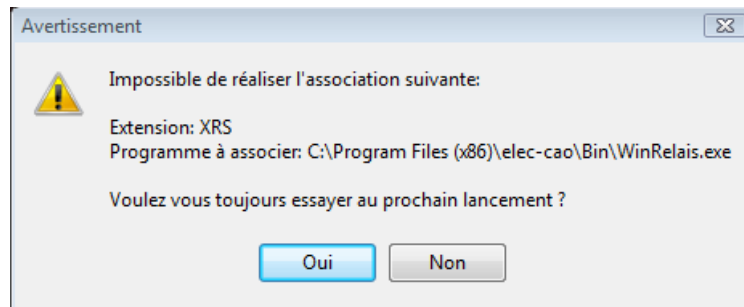 Avertissement
Impossible de réaliser l'association suivante:
Extension: XRS
Programme à associer: C:\Program Files (x86)\elec-cao\Bin\WinRelais.exe
Voulez vous toujours essayer au prochain lancement ?
Oui Non